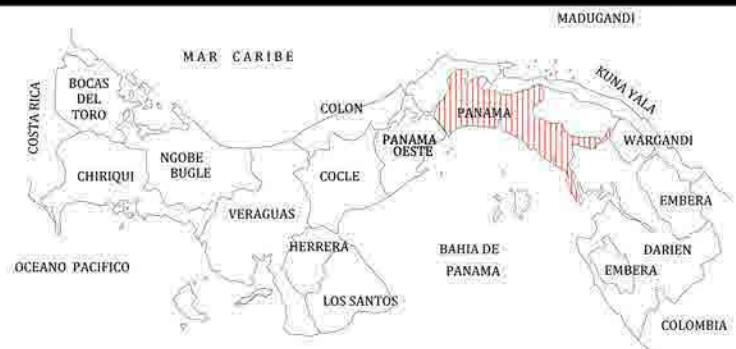 MADUGANDI
MAR CARIBE
KUNA YALA
COSTA RICA
BOCAS
DEL
TORO
COLON
PANAMA
PANAMA
OESTE
WARGANDI
NGOBE
BUGLE
CHIRIQUI
COCLE
EMBERA
VERAGUAS
HERRERA
BAHIA DE
PANAMA
DARIEN
OCEANO PACIFICO
EMBERA
LOS SANTOS
COLOMBIA